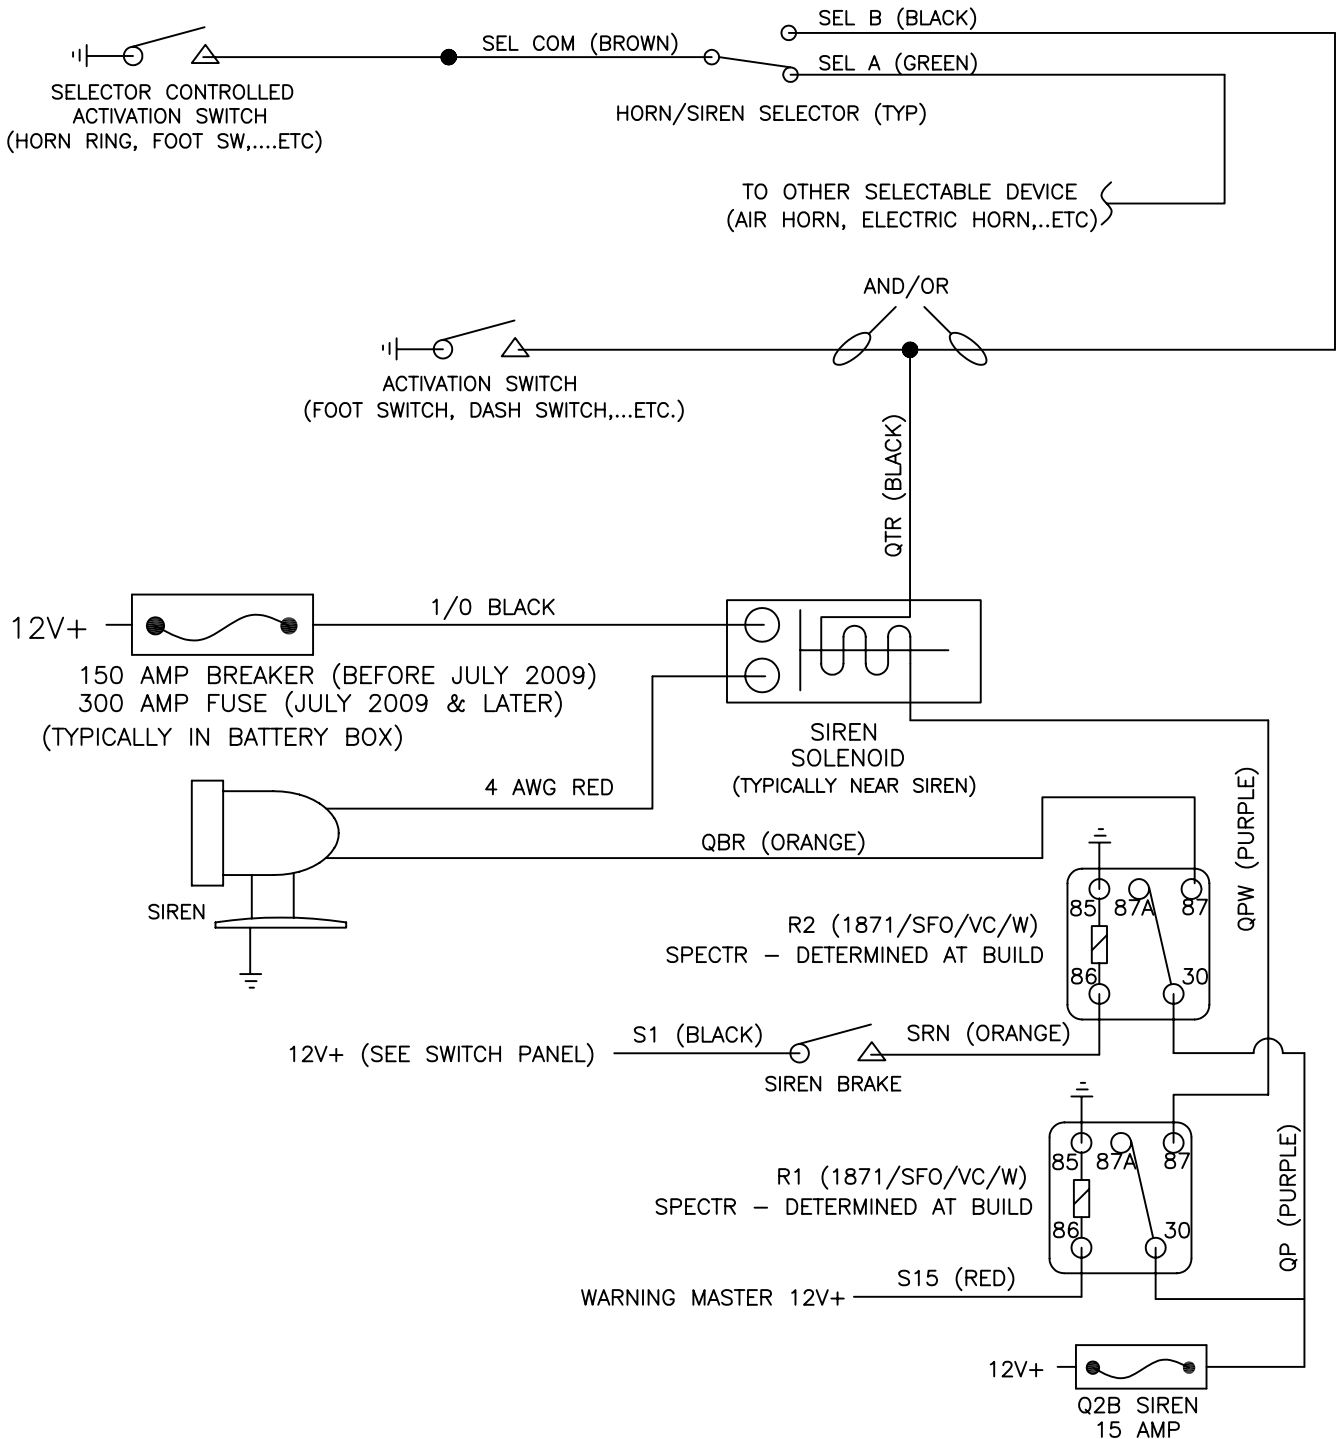 SEL B (BLACK)
SEL COM (BROWN)
SEL A (GREEN)
SELECTOR CONTROLLED
ACTIVATION SWITCH
(HORN RING, FOOT SW,....ETC)
HORN/SIREN SELECTOR (TYP)
TO OTHER SELECTABLE DEVICE
(AIR HORN, ELECTRIC HORN,..ETC)
AND/OR
ACTIVATION SWITCH
(FOOT SWITCH, DASH SWITCH,...ETC.)
QTR (BLACK)
12V+
1/0 BLACK
150 AMP BREAKER (BEFORE JULY 2009)
300 AMP FUSE (JULY 2009 & LATER)
(TYPICALLY IN BATTERY BOX)
SIREN
SOLENOID
(TYPICALLY NEAR SIREN)
4 AWG RED
QBR (ORANGE)
QPW (PURPLE)
SIREN
85
87A
87
R2 (1871/SFO/VC/W)
SPECTR – DETERMINED AT BUILD
86
30
S1 (BLACK)
SRN (ORANGE)
12V+ (SEE SWITCH PANEL)
SIREN BRAKE
85
87A
87
R1 (1871/SFO/VC/W)
SPECTR – DETERMINED AT BUILD
86
30
QP (PURPLE)
S15 (RED)
WARNING MASTER 12V+
12V+
Q2B SIREN
15 AMP